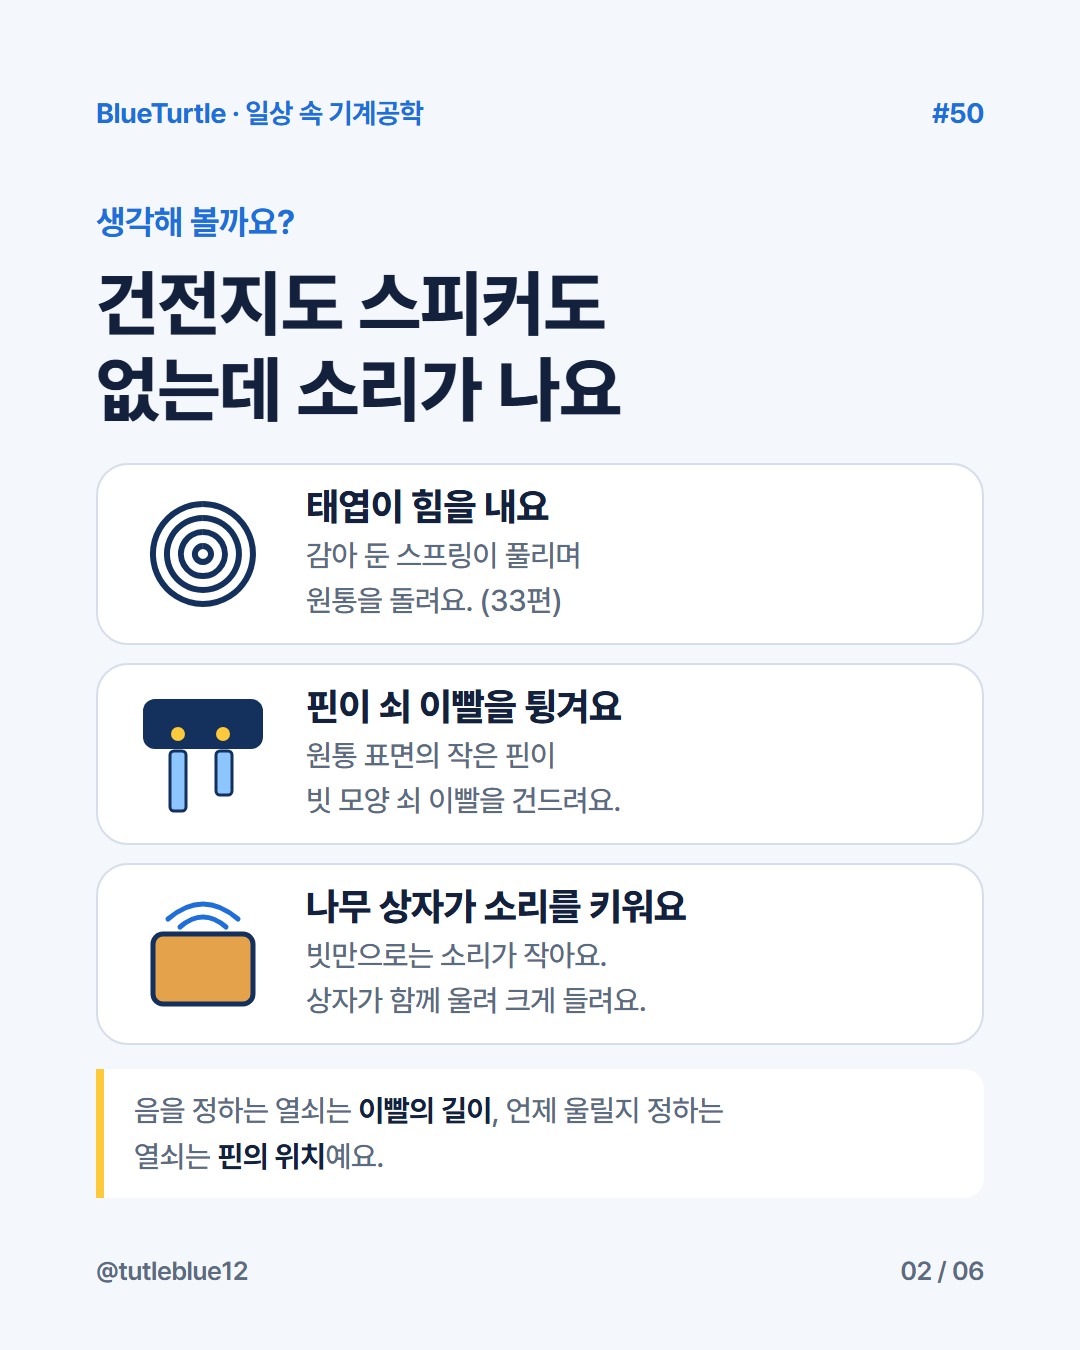 BlueTurtle · 일상 속 기계공학
#50
생각해 볼까요?
건전지도 스피커도
없는데 소리가 나요
태엽이 힘을 내요
감아 둔 스프링이 풀리며
원통을 돌려요. (33편)
핀이 쇠 이빨을 튕겨요
원통 표면의 작은 핀이
빗 모양 쇠 이빨을 건드려요.
나무 상자가 소리를 키워요
빗만으로는 소리가 작아요.
상자가 함께 울려 크게 들려요.
음을 정하는 열쇠는 이빨의 길이, 언제 울릴지 정하는
열쇠는 핀의 위치예요.
@tutleblue12
02 / 06